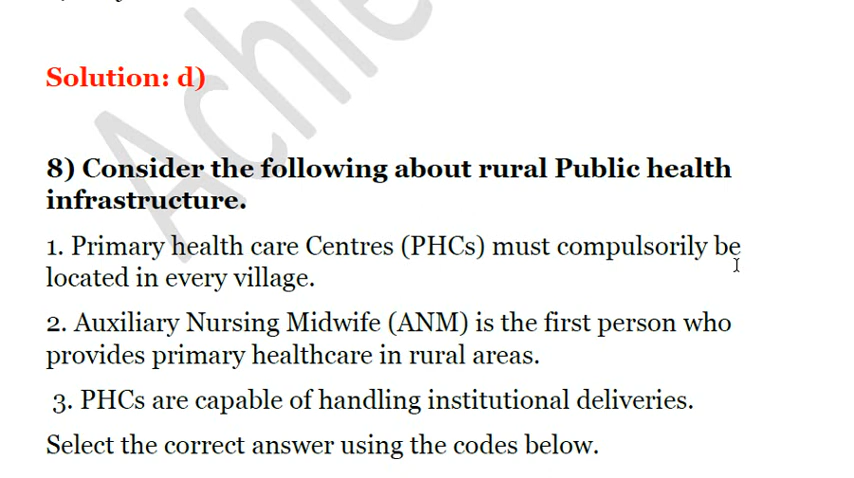 Achie
Solution: d)
8) Consider the following about rural Public health
infrastructure.
1. Primary health care Centres (PHCs) must compulsorily be
located in every village.
2. Auxiliary Nursing Midwife (ANM) is the first person who
provides primary healthcare in rural areas.
3. PHCs are capable of handling institutional deliveries.
Select the correct answer using the codes below.